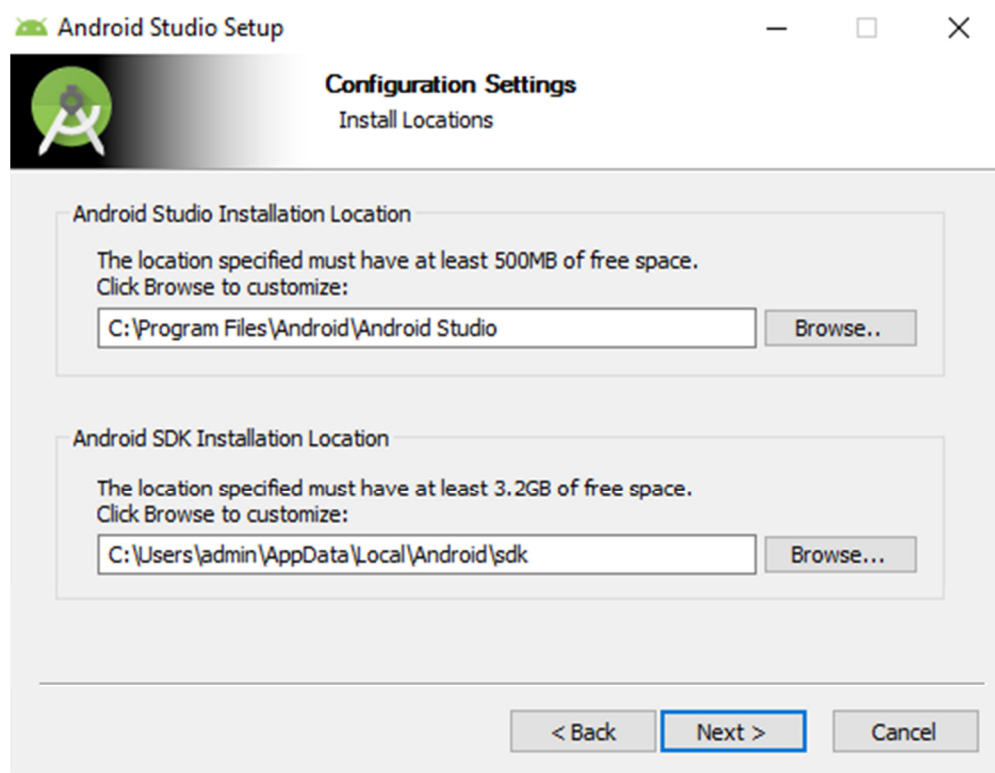 Android Studio Setup
Configuration Settings
Install Locations
Android Studio Installation Location
The location specified must have at least 500MB of free space.
Click Browse to customize:
C:\Program Files\Android\Android Studio
Browse..
Android SDK Installation Location
The location specified must have at least 3.2GB of free space.
Click Browse to customize:
C:\Users\admin\AppData\Local\Android\sdk
Browse...
< Back
Next >
Cancel